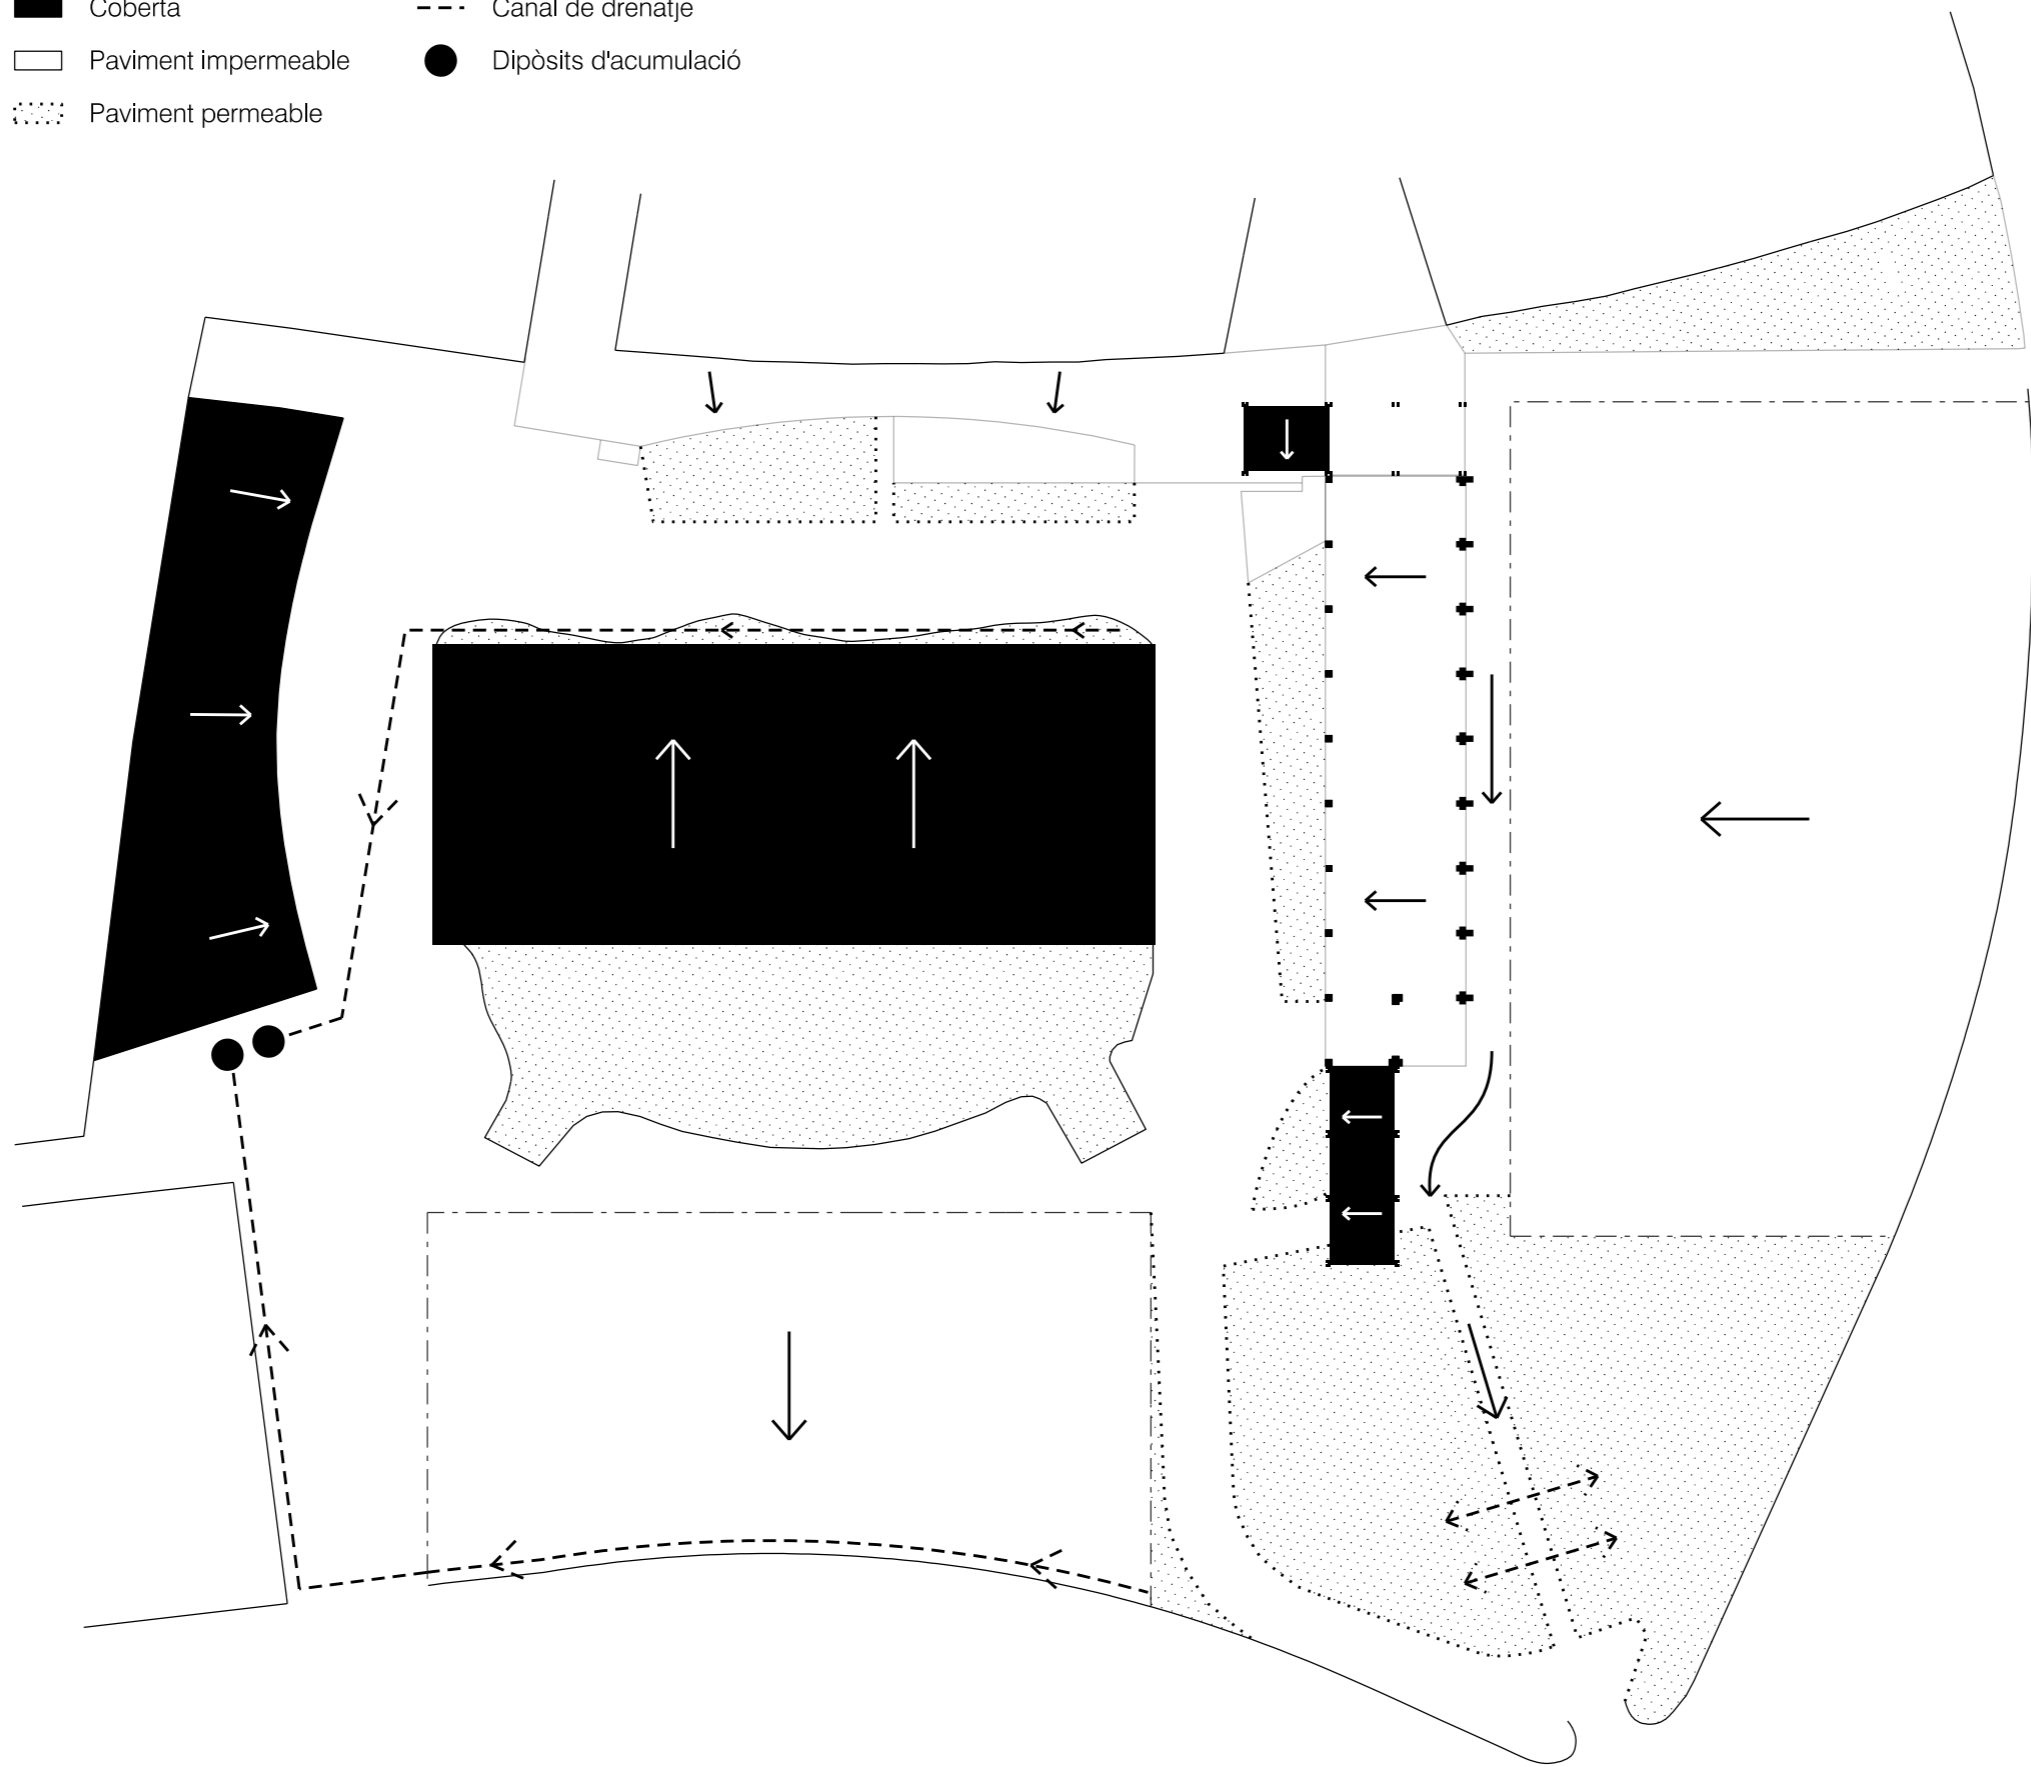 Coberta
Canal de drenatje
Paviment impermeable
Dipòsits d'acumulació
Paviment permeable